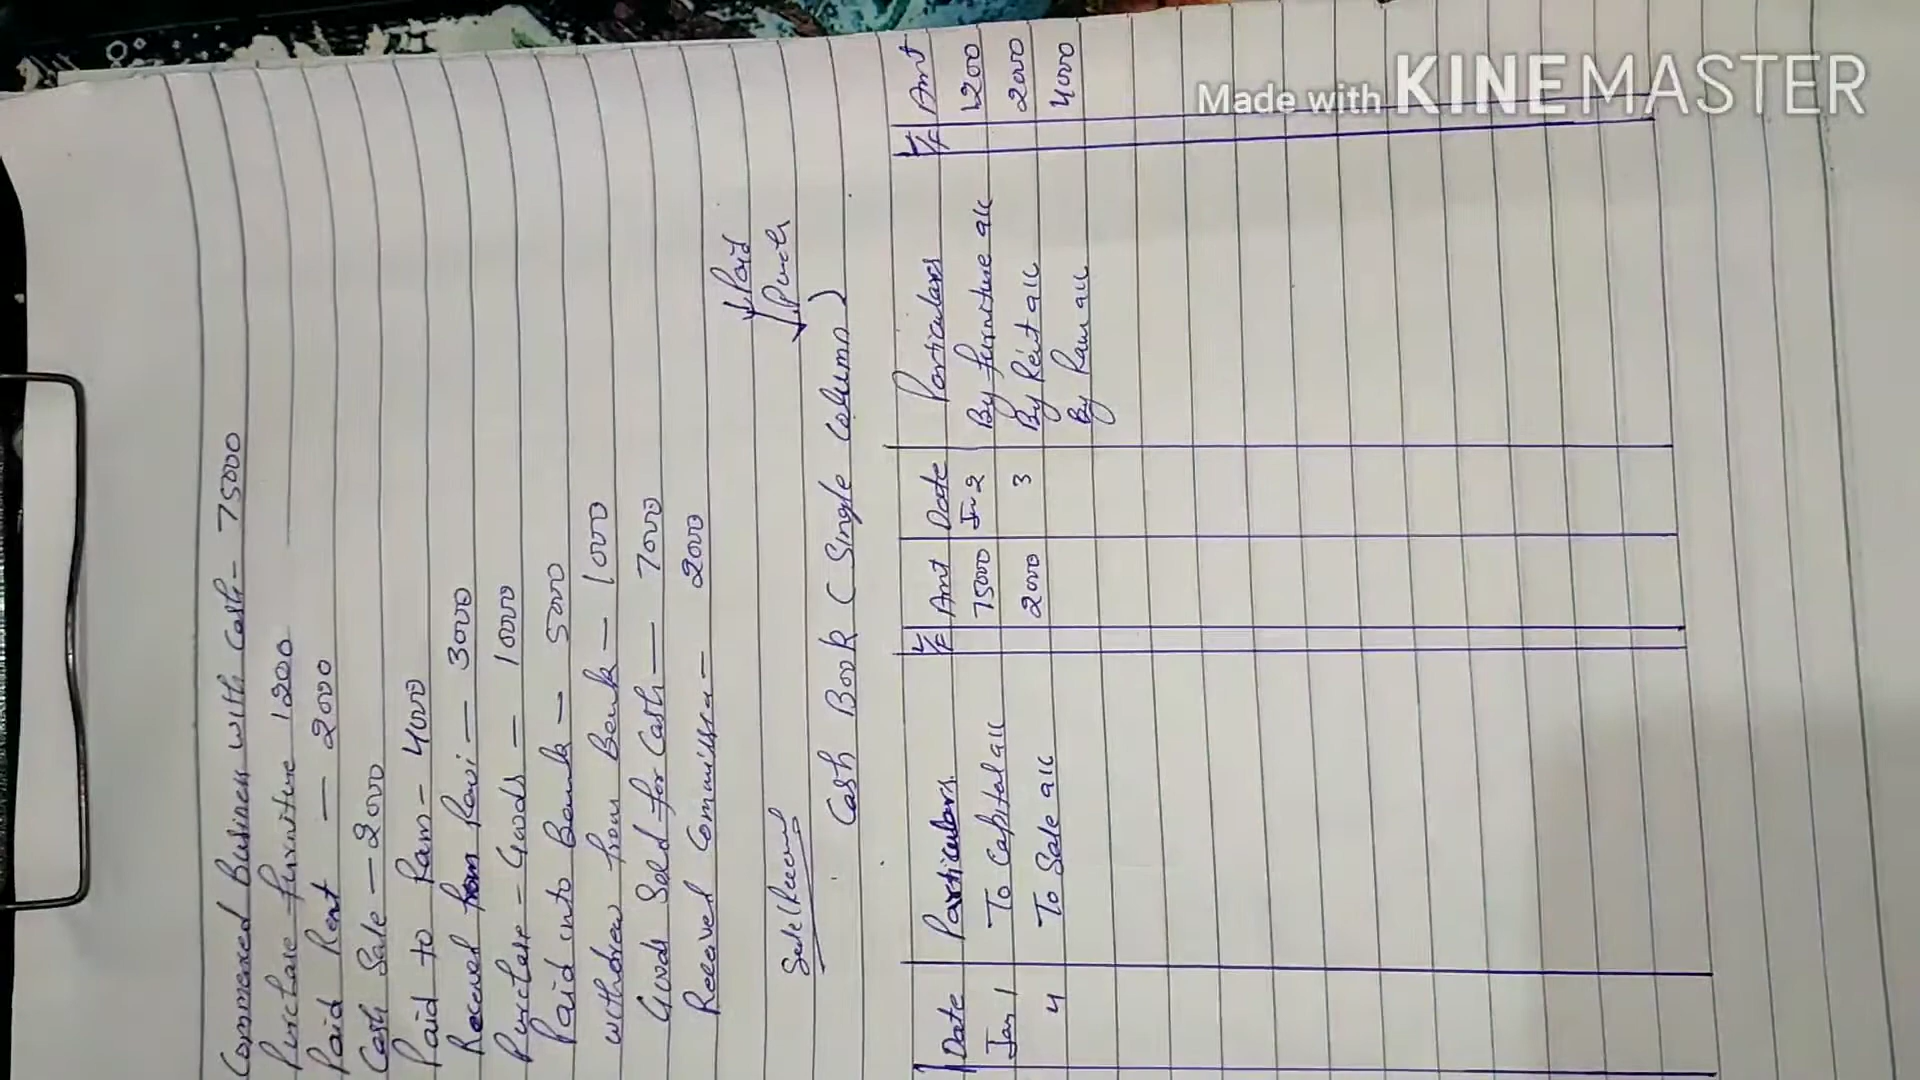 Commenced Business with Cash - 75000
Purchase furniture 1200
Paid Rent - 2000
Cash Sale - 2000
Paid to Ram - 4000
Received from Ravi - 3000
Purchase - Goods - 10000
Paid into Bank - 5000
withdrew from Bank - 1000
Goods Sold for Cash - 7000
Received Commission - 2000
Paid
Sale/Received Purch
Cash Book (Single Column)
Date Particulars L/F Amt Date Particulars L/F Amt
Jan 1 To Capital a/c 75000 Jan 2 By furniture a/c 1200
4 To Sale a/c 2000 3 By Rent a/c 2000
By Ram a/c 4000
Made with KINEMASTER